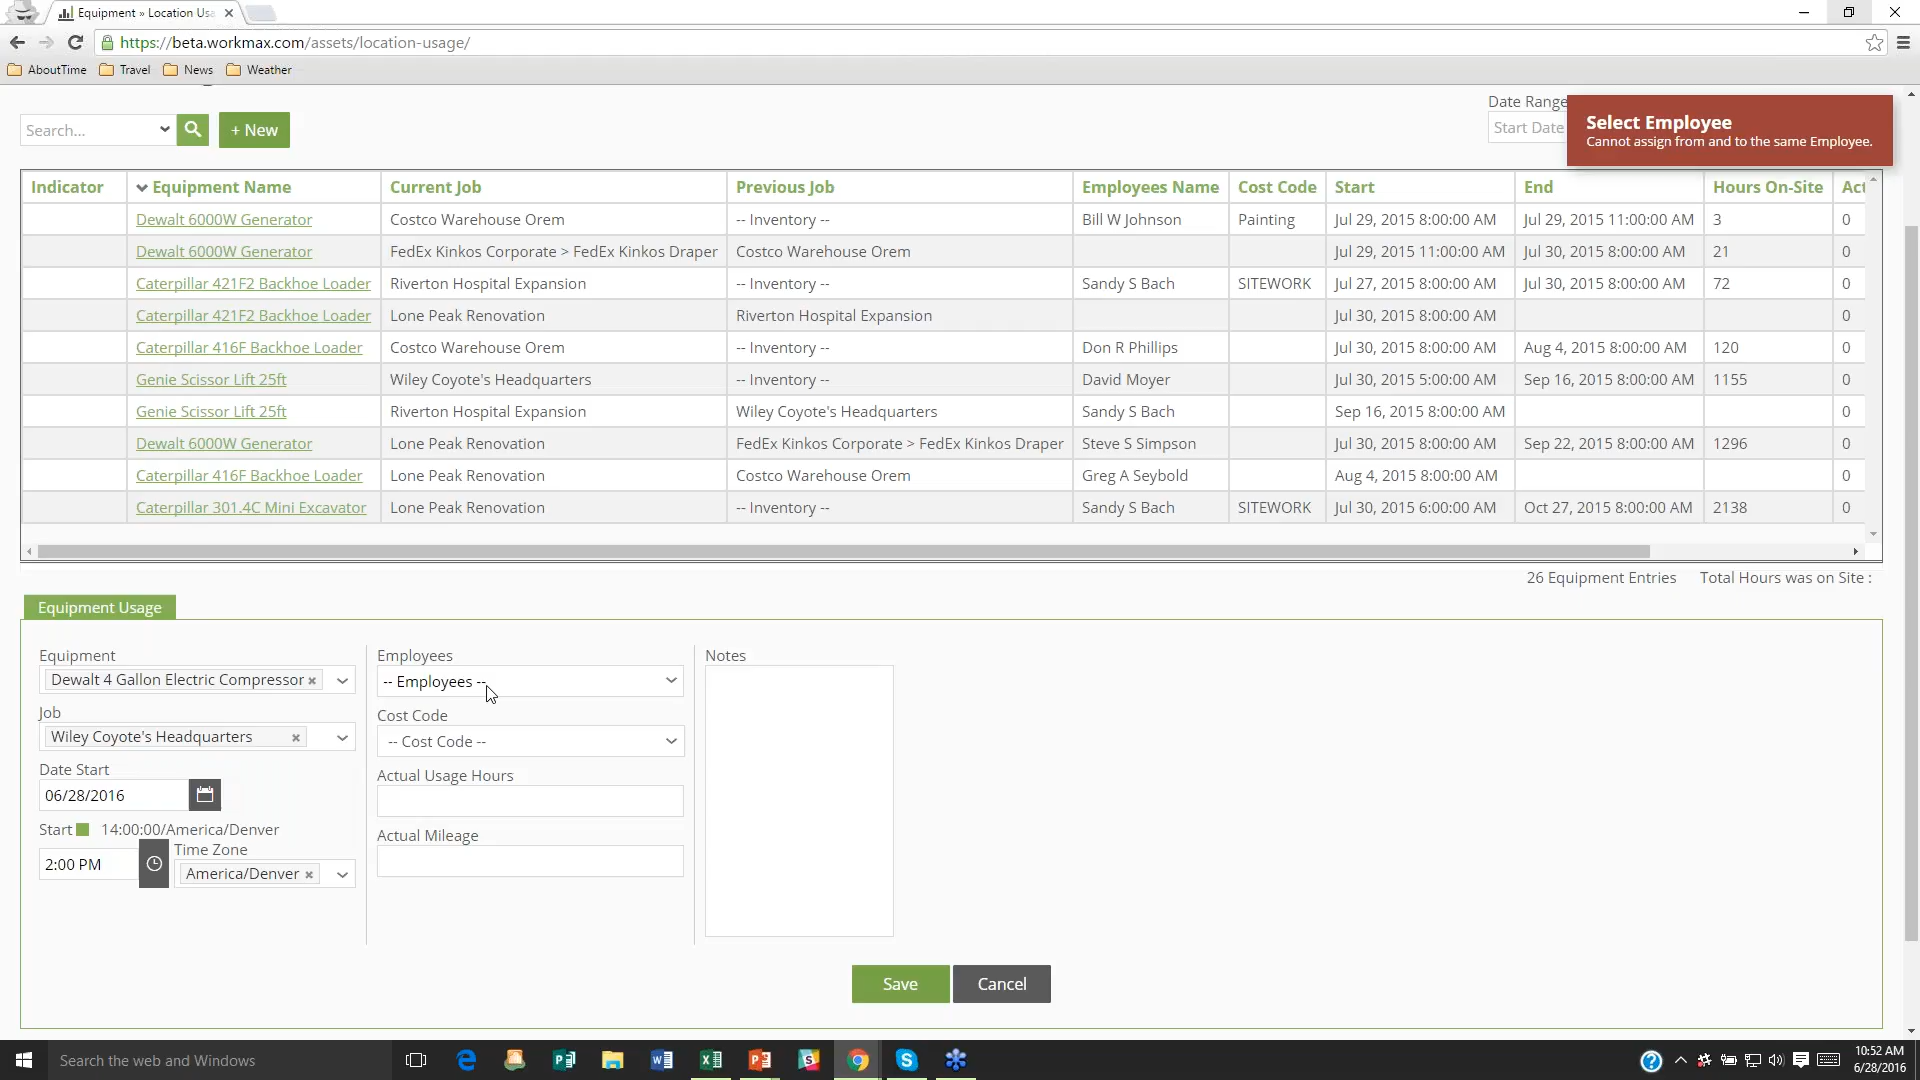 Equipment » Location Usa
https://beta.workmax.com/assets/location-usage/
AboutTime Travel News Weather
Search... + New
Date Range
Start Date
Select Employee
Cannot assign from and to the same Employee.
Indicator Equipment Name Current Job Previous Job Employees Name Cost Code Start End Hours On-Site Act
Dewalt 6000W Generator Costco Warehouse Orem -- Inventory -- Bill W Johnson Painting Jul 29, 2015 8:00:00 AM Jul 29, 2015 11:00:00 AM 3 0
Dewalt 6000W Generator FedEx Kinkos Corporate > FedEx Kinkos Draper Costco Warehouse Orem Jul 29, 2015 11:00:00 AM Jul 30, 2015 8:00:00 AM 21 0
Caterpillar 421F2 Backhoe Loader Riverton Hospital Expansion -- Inventory -- Sandy S Bach SITEWORK Jul 27, 2015 8:00:00 AM Jul 30, 2015 8:00:00 AM 72 0
Caterpillar 421F2 Backhoe Loader Lone Peak Renovation Riverton Hospital Expansion Jul 30, 2015 8:00:00 AM 0
Caterpillar 416F Backhoe Loader Costco Warehouse Orem -- Inventory -- Don R Phillips Jul 30, 2015 8:00:00 AM Aug 4, 2015 8:00:00 AM 120 0
Genie Scissor Lift 25ft Wiley Coyote's Headquarters -- Inventory -- David Moyer Jul 30, 2015 5:00:00 AM Sep 16, 2015 8:00:00 AM 1155 0
Genie Scissor Lift 25ft Riverton Hospital Expansion Wiley Coyote's Headquarters Sandy S Bach Sep 16, 2015 8:00:00 AM 0
Dewalt 6000W Generator Lone Peak Renovation FedEx Kinkos Corporate > FedEx Kinkos Draper Steve S Simpson Jul 30, 2015 8:00:00 AM Sep 22, 2015 8:00:00 AM 1296 0
Caterpillar 416F Backhoe Loader Lone Peak Renovation Costco Warehouse Orem Greg A Seybold Aug 4, 2015 8:00:00 AM 0
Caterpillar 301.4C Mini Excavator Lone Peak Renovation -- Inventory -- Sandy S Bach SITEWORK Jul 30, 2015 6:00:00 AM Oct 27, 2015 8:00:00 AM 2138 0
26 Equipment Entries Total Hours was on Site :
Equipment Usage
Equipment
Dewalt 4 Gallon Electric Compressor ×
Job
Wiley Coyote's Headquarters ×
Date Start
06/28/2016
Start 14:00:00/America/Denver
Time Zone
2:00 PM America/Denver ×
Employees
-- Employees --
Cost Code
-- Cost Code --
Actual Usage Hours
Actual Mileage
Notes
Save Cancel
Search the web and Windows
10:52 AM
6/28/2016